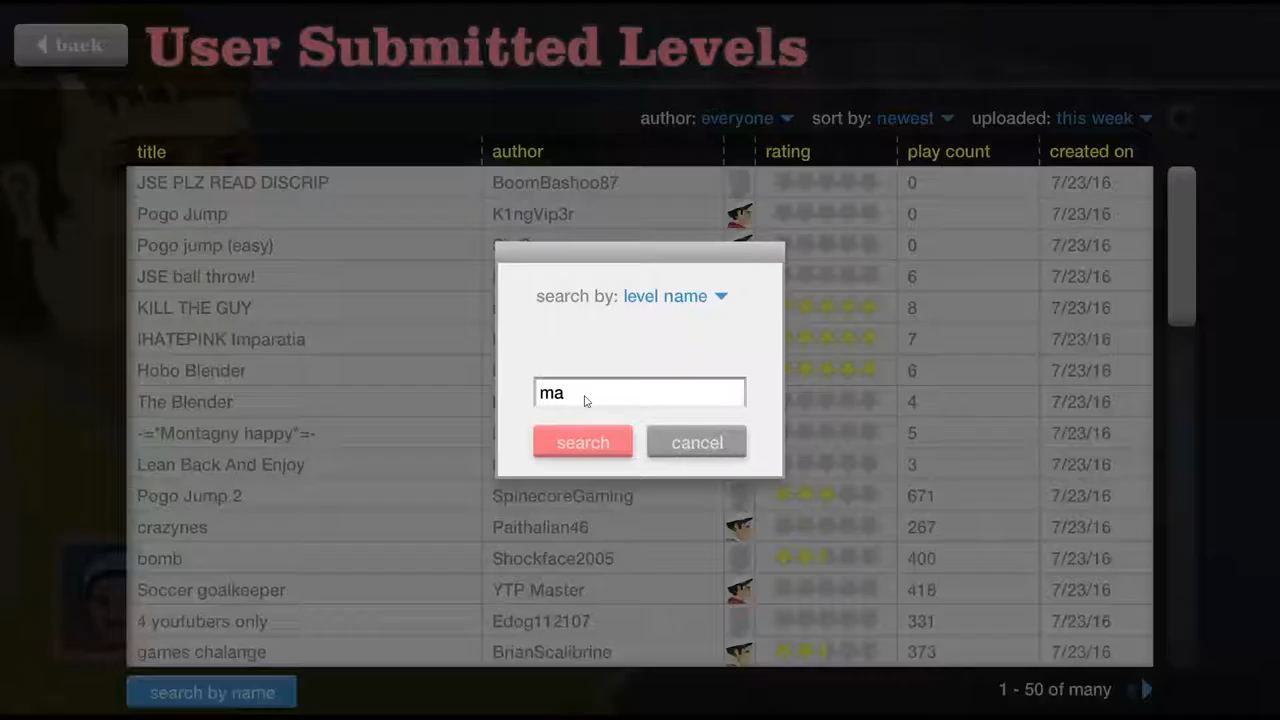 back
User Submitted Levels
author: everyone sort by: newest uploaded: this week
title author rating play count created on
JSE PLZ READ DISCRIP BoomBashoo87 0 7/23/16
Pogo Jump K1ngVip3r 0 7/23/16
Pogo jump (easy) 0 7/23/16
JSE ball throw! 6 7/23/16
KILL THE GUY 8 7/23/16
IHATEPINK Imparatia 7 7/23/16
Hobo Blender 6 7/23/16
The Blender 4 7/23/16
-=*Montagny happy*=- 5 7/23/16
Lean Back And Enjoy 3 7/23/16
Pogo Jump 2 SpinecoreGaming 671 7/23/16
crazynes Paithalian46 267 7/23/16
bomb Shockface2005 400 7/23/16
Soccer goalkeeper YTP Master 418 7/23/16
4 youtubers only Edog112107 331 7/23/16
games chalange BrianScalibrine 373 7/23/16
search by: level name
ma
search cancel
search by name 1 - 50 of many